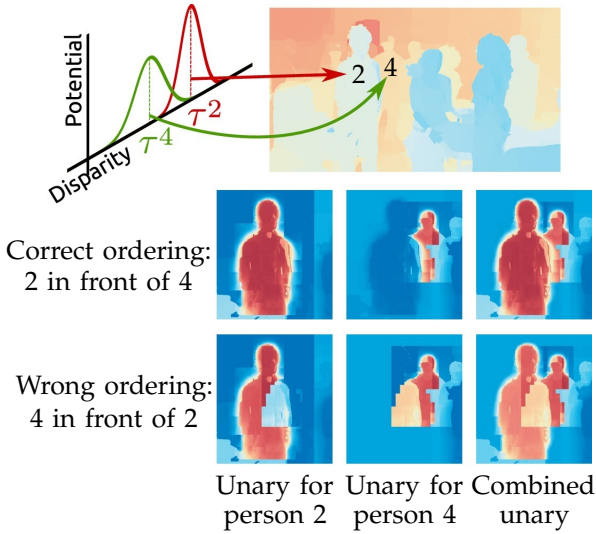 Potential
Disparity
τ⁴
τ²
2
4
Correct ordering:
2 in front of 4
Wrong ordering:
4 in front of 2
Unary for
person 2
Unary for
person 4
Combined
unary